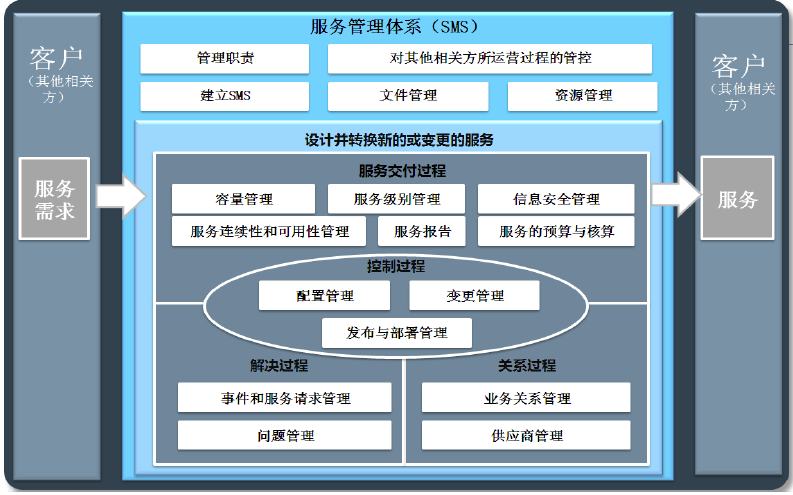 服务管理体系（SMS）
客户
（其他相关
方）
服务
需求
管理职责
对其他相关方所运营过程的管控
建立SMS
文件管理
资源管理
设计并转换新的或变更的服务
服务交付过程
容量管理
服务级别管理
信息安全管理
服务连续性和可用性管理
服务报告
服务的预算与核算
控制过程
配置管理
变更管理
发布与部署管理
解决过程
事件和服务请求管理
问题管理
关系过程
业务关系管理
供应商管理
客户
（其他相关
方）
服务